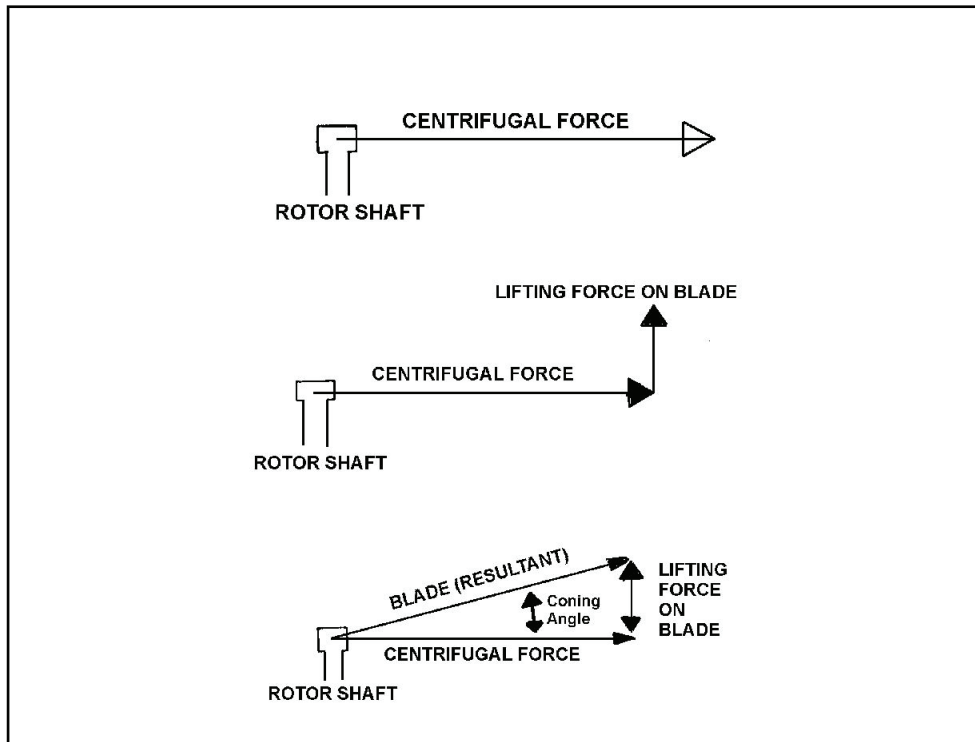 CENTRIFUGAL FORCE
ROTOR SHAFT
LIFTING FORCE ON BLADE
CENTRIFUGAL FORCE
ROTOR SHAFT
BLADE (RESULTANT)
Coning
Angle
LIFTING
FORCE
ON
BLADE
CENTRIFUGAL FORCE
ROTOR SHAFT